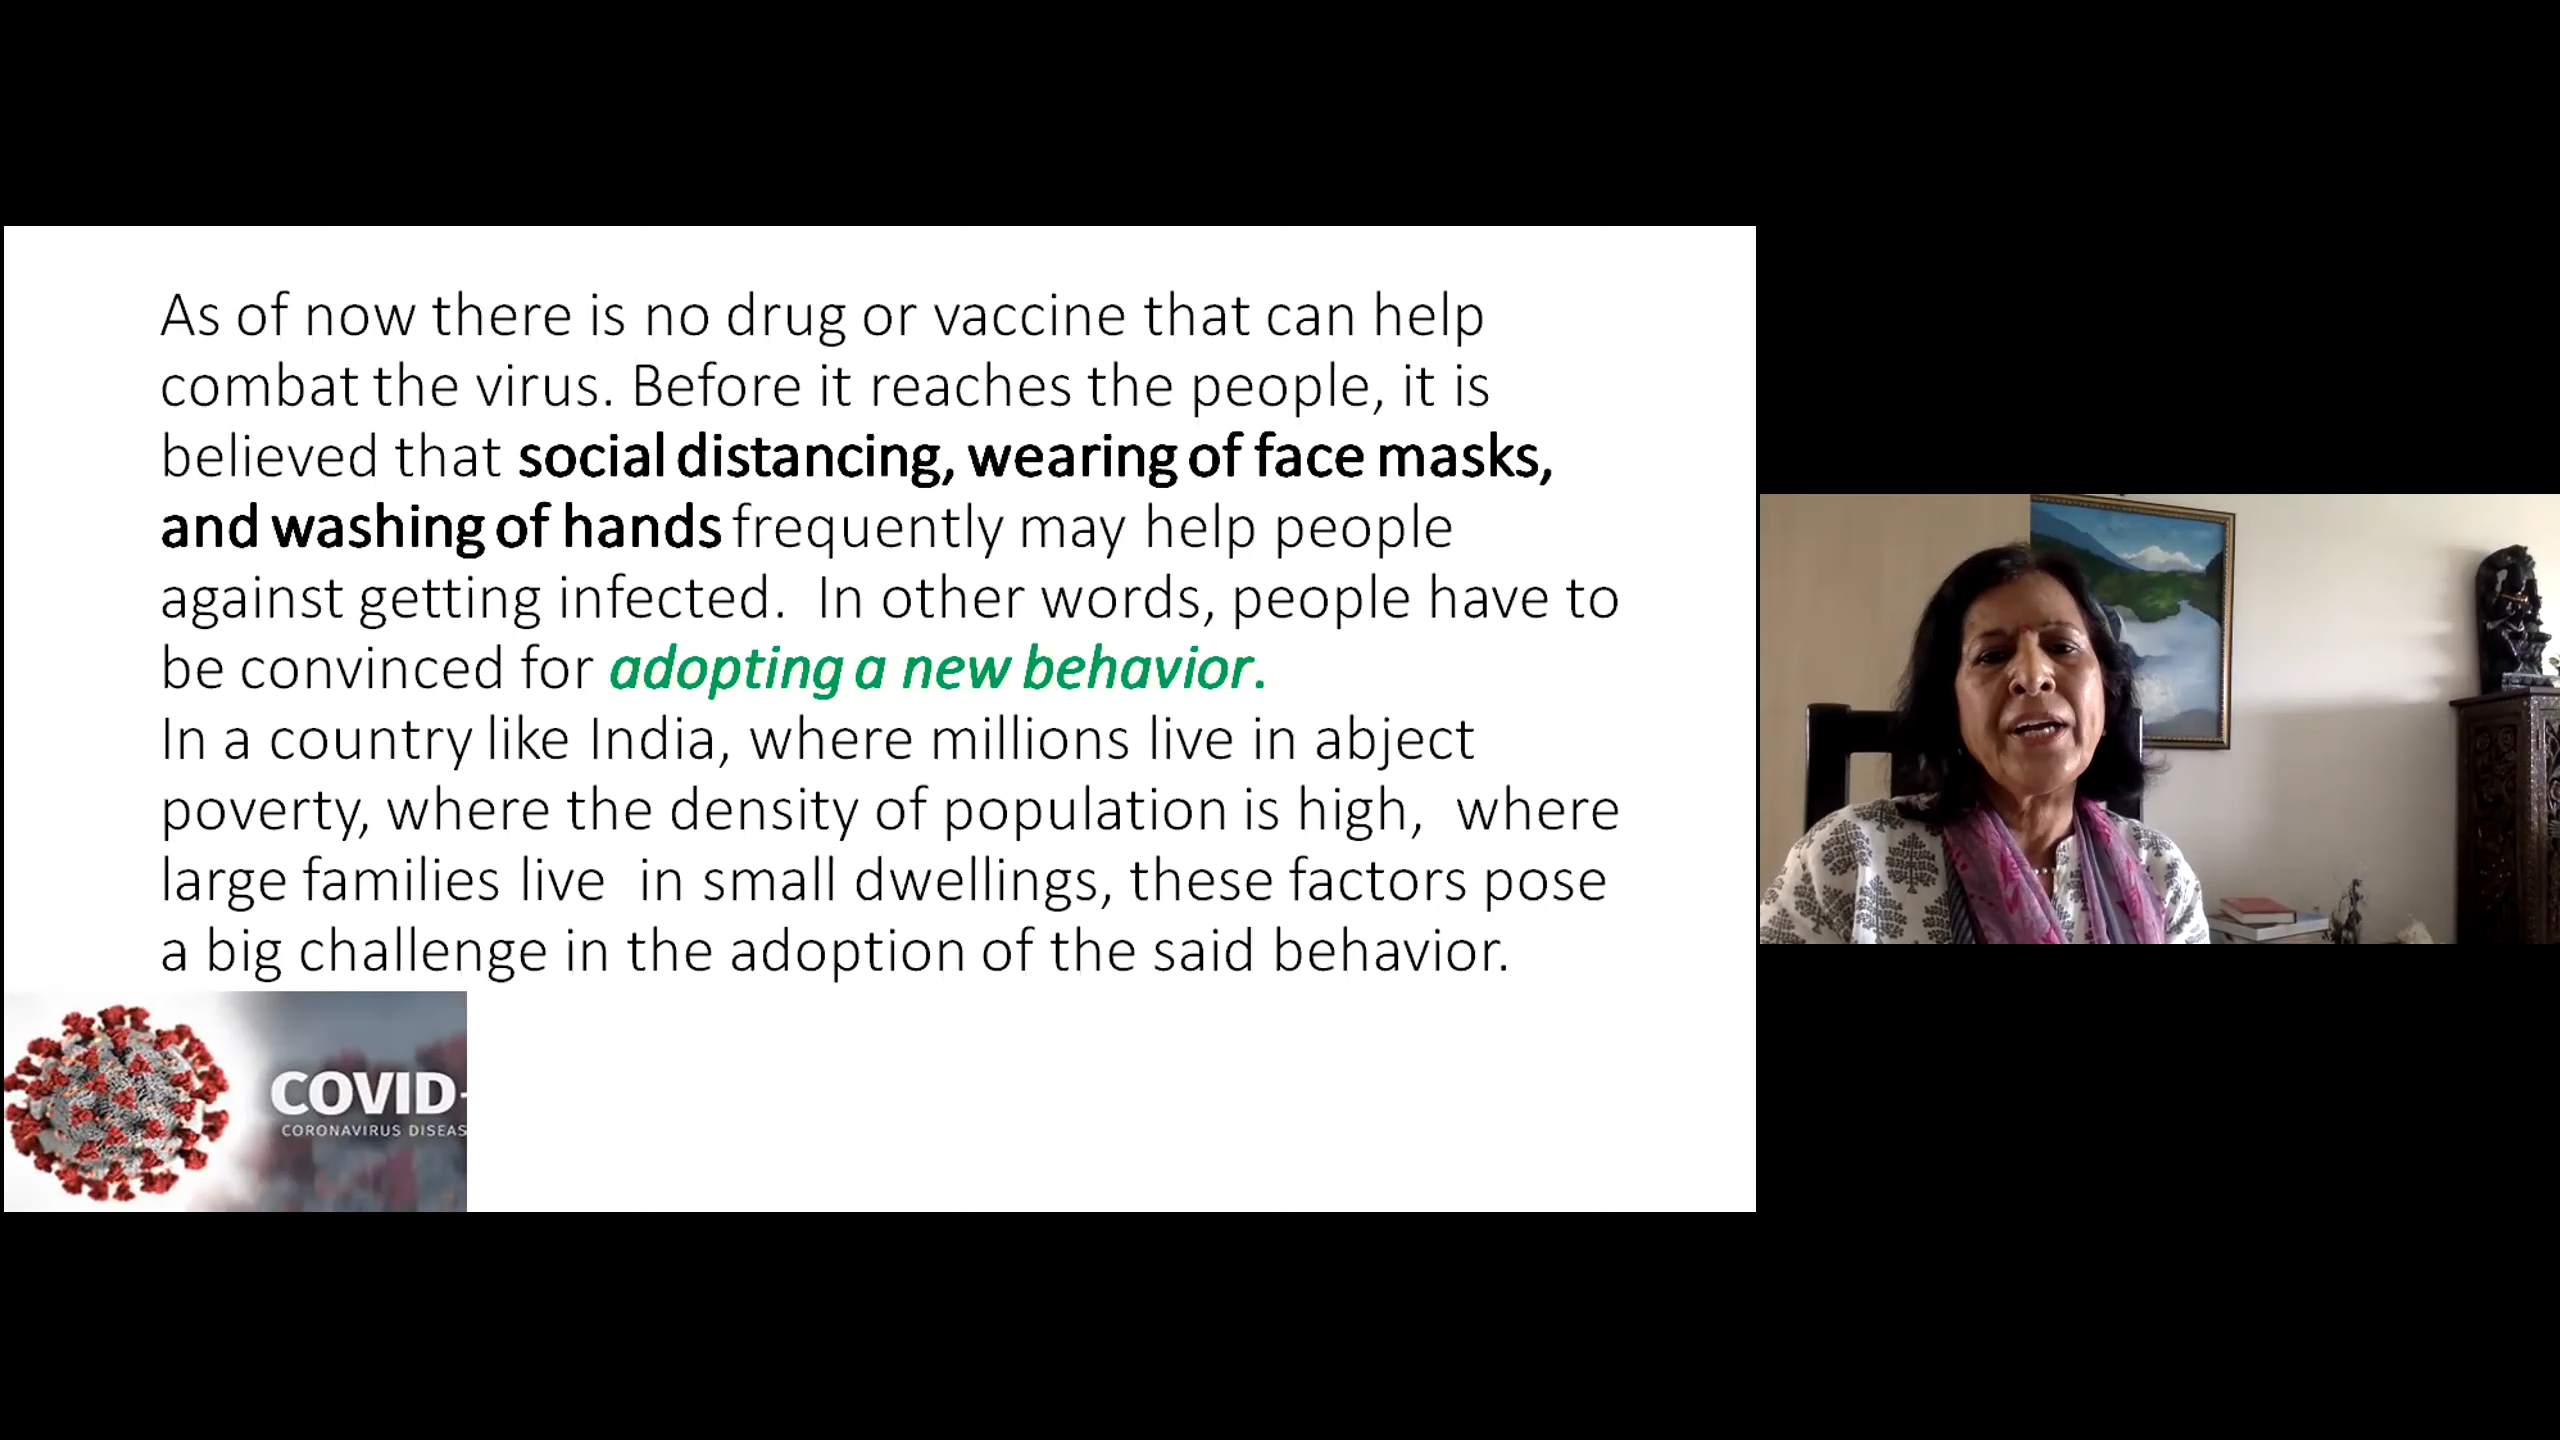 As of now there is no drug or vaccine that can help
combat the virus. Before it reaches the people, it is
believed that social distancing, wearing of face masks,
and washing of hands frequently may help people
against getting infected.  In other words, people have to
be convinced for adopting a new behavior.
In a country like India, where millions live in abject
poverty, where the density of population is high,  where
large families live  in small dwellings, these factors pose
a big challenge in the adoption of the said behavior.
COVID-
CORONAVIRUS DISEAS